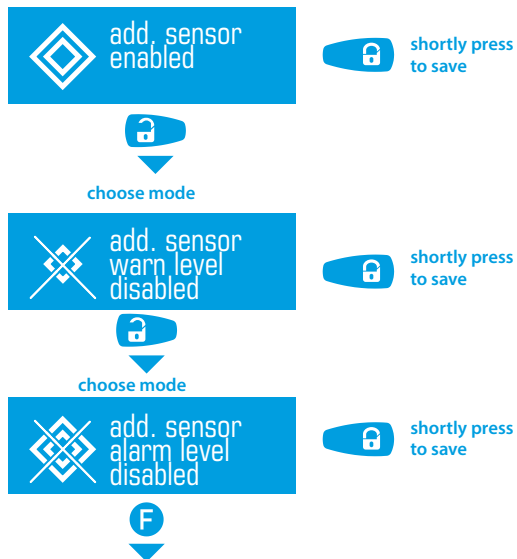 add. sensor
enabled
shortly press
to save
choose mode
add. sensor
warn level
disabled
shortly press
to save
choose mode
add. sensor
alarm level
disabled
shortly press
to save
F